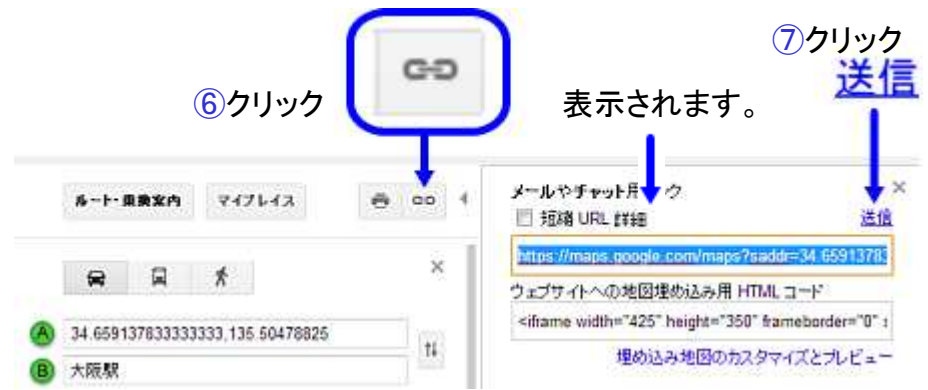 ⑦クリック
送信
⑥クリック
表示されます。
ルート・乗換案内 マイプレイス
メールやチャット用 ク
短縮 URL 詳細 送信
https://maps.google.com/maps?saddr=34.65913783
ウェブサイトへの地図埋め込み用 HTML コード
<iframe width="425" height="350" frameborder="0" s
埋め込み地図のカスタマイズとプレビュー
A 34.659137833333333,135.50478825
B 大阪駅